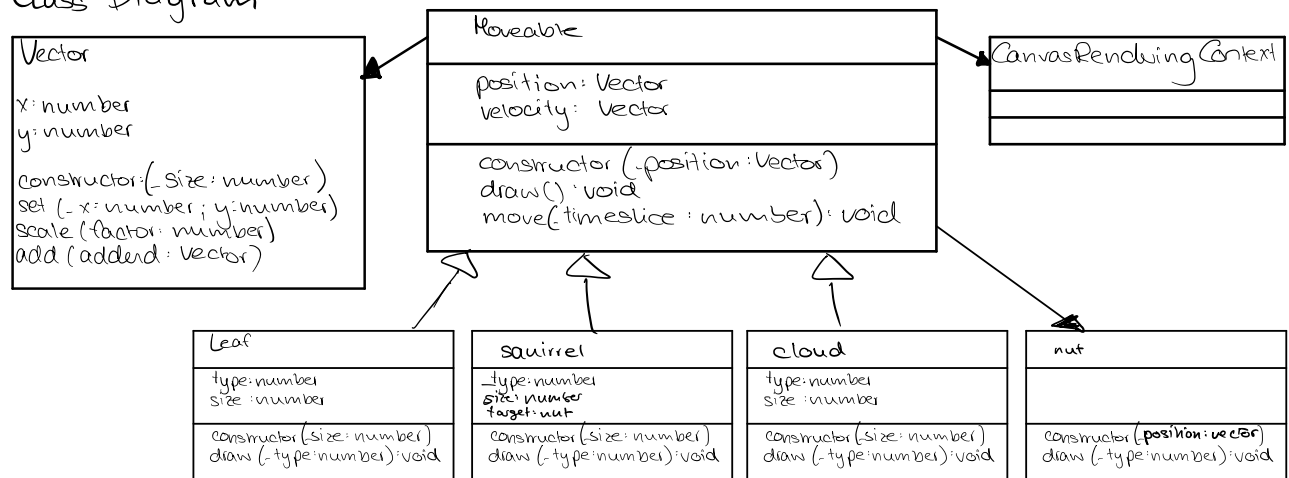 Class Diagram
Vector
x: number
y: number
constructor:(_size: number)
set (_x: number; y: number)
scale (factor: number)
add (addend: Vector)
Moveable
position: Vector
velocity: Vector
constructor (_position: Vector)
draw(): void
move(_timeslice : number): void
CanvasRenderingContext
Leaf
type: number
size : number
constructor (_size: number)
draw (_type: number): void
squirrel
_type: number
size: number
target: nut
constructor (_size: number)
draw (_type: number): void
cloud
type: number
size : number
constructor (_size: number)
draw (_type: number): void
nut
constructor (_position: vector)
draw (_type: number): void